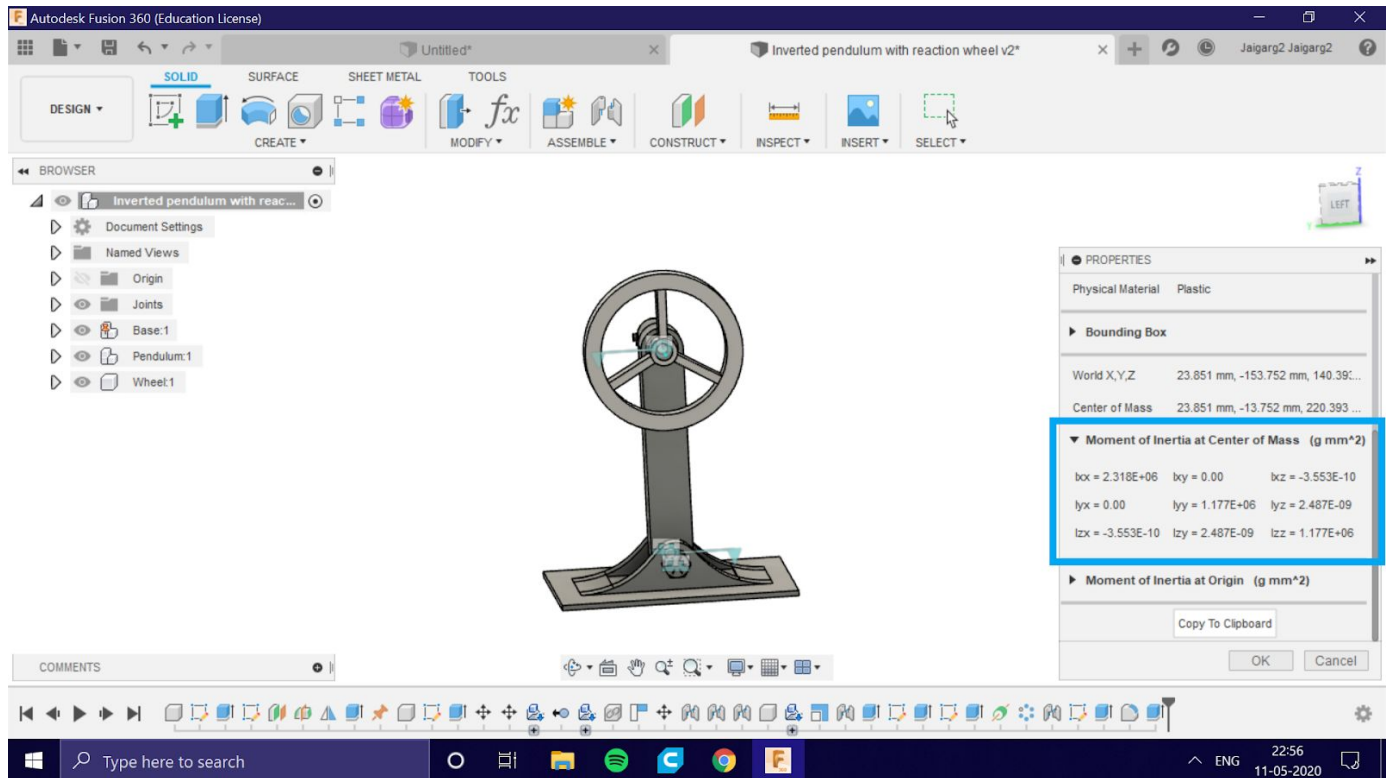 Autodesk Fusion 360 (Education License)
Untitled*
Inverted pendulum with reaction wheel v2*
Jaigarg2 Jaigarg2
SOLID SURFACE SHEET METAL TOOLS
DESIGN
fx
CREATE MODIFY ASSEMBLE CONSTRUCT INSPECT INSERT SELECT
BROWSER
Inverted pendulum with reac...
Document Settings
Named Views
Origin
Joints
Base:1
Pendulum:1
Wheel:1
Z
LEFT
Y
PROPERTIES
Physical Material Plastic
Bounding Box
World X,Y,Z 23.851 mm, -153.752 mm, 140.393...
Center of Mass 23.851 mm, -13.752 mm, 220.393 ...
Moment of Inertia at Center of Mass (g mm^2)
Ixx = 2.318E+06 Ixy = 0.00 Ixz = -3.553E-10
Iyx = 0.00 Iyy = 1.177E+06 Iyz = 2.487E-09
Izx = -3.553E-10 Izy = 2.487E-09 Izz = 1.177E+06
Moment of Inertia at Origin (g mm^2)
Copy To Clipboard
OK Cancel
COMMENTS
Type here to search
ENG
22:56
11-05-2020